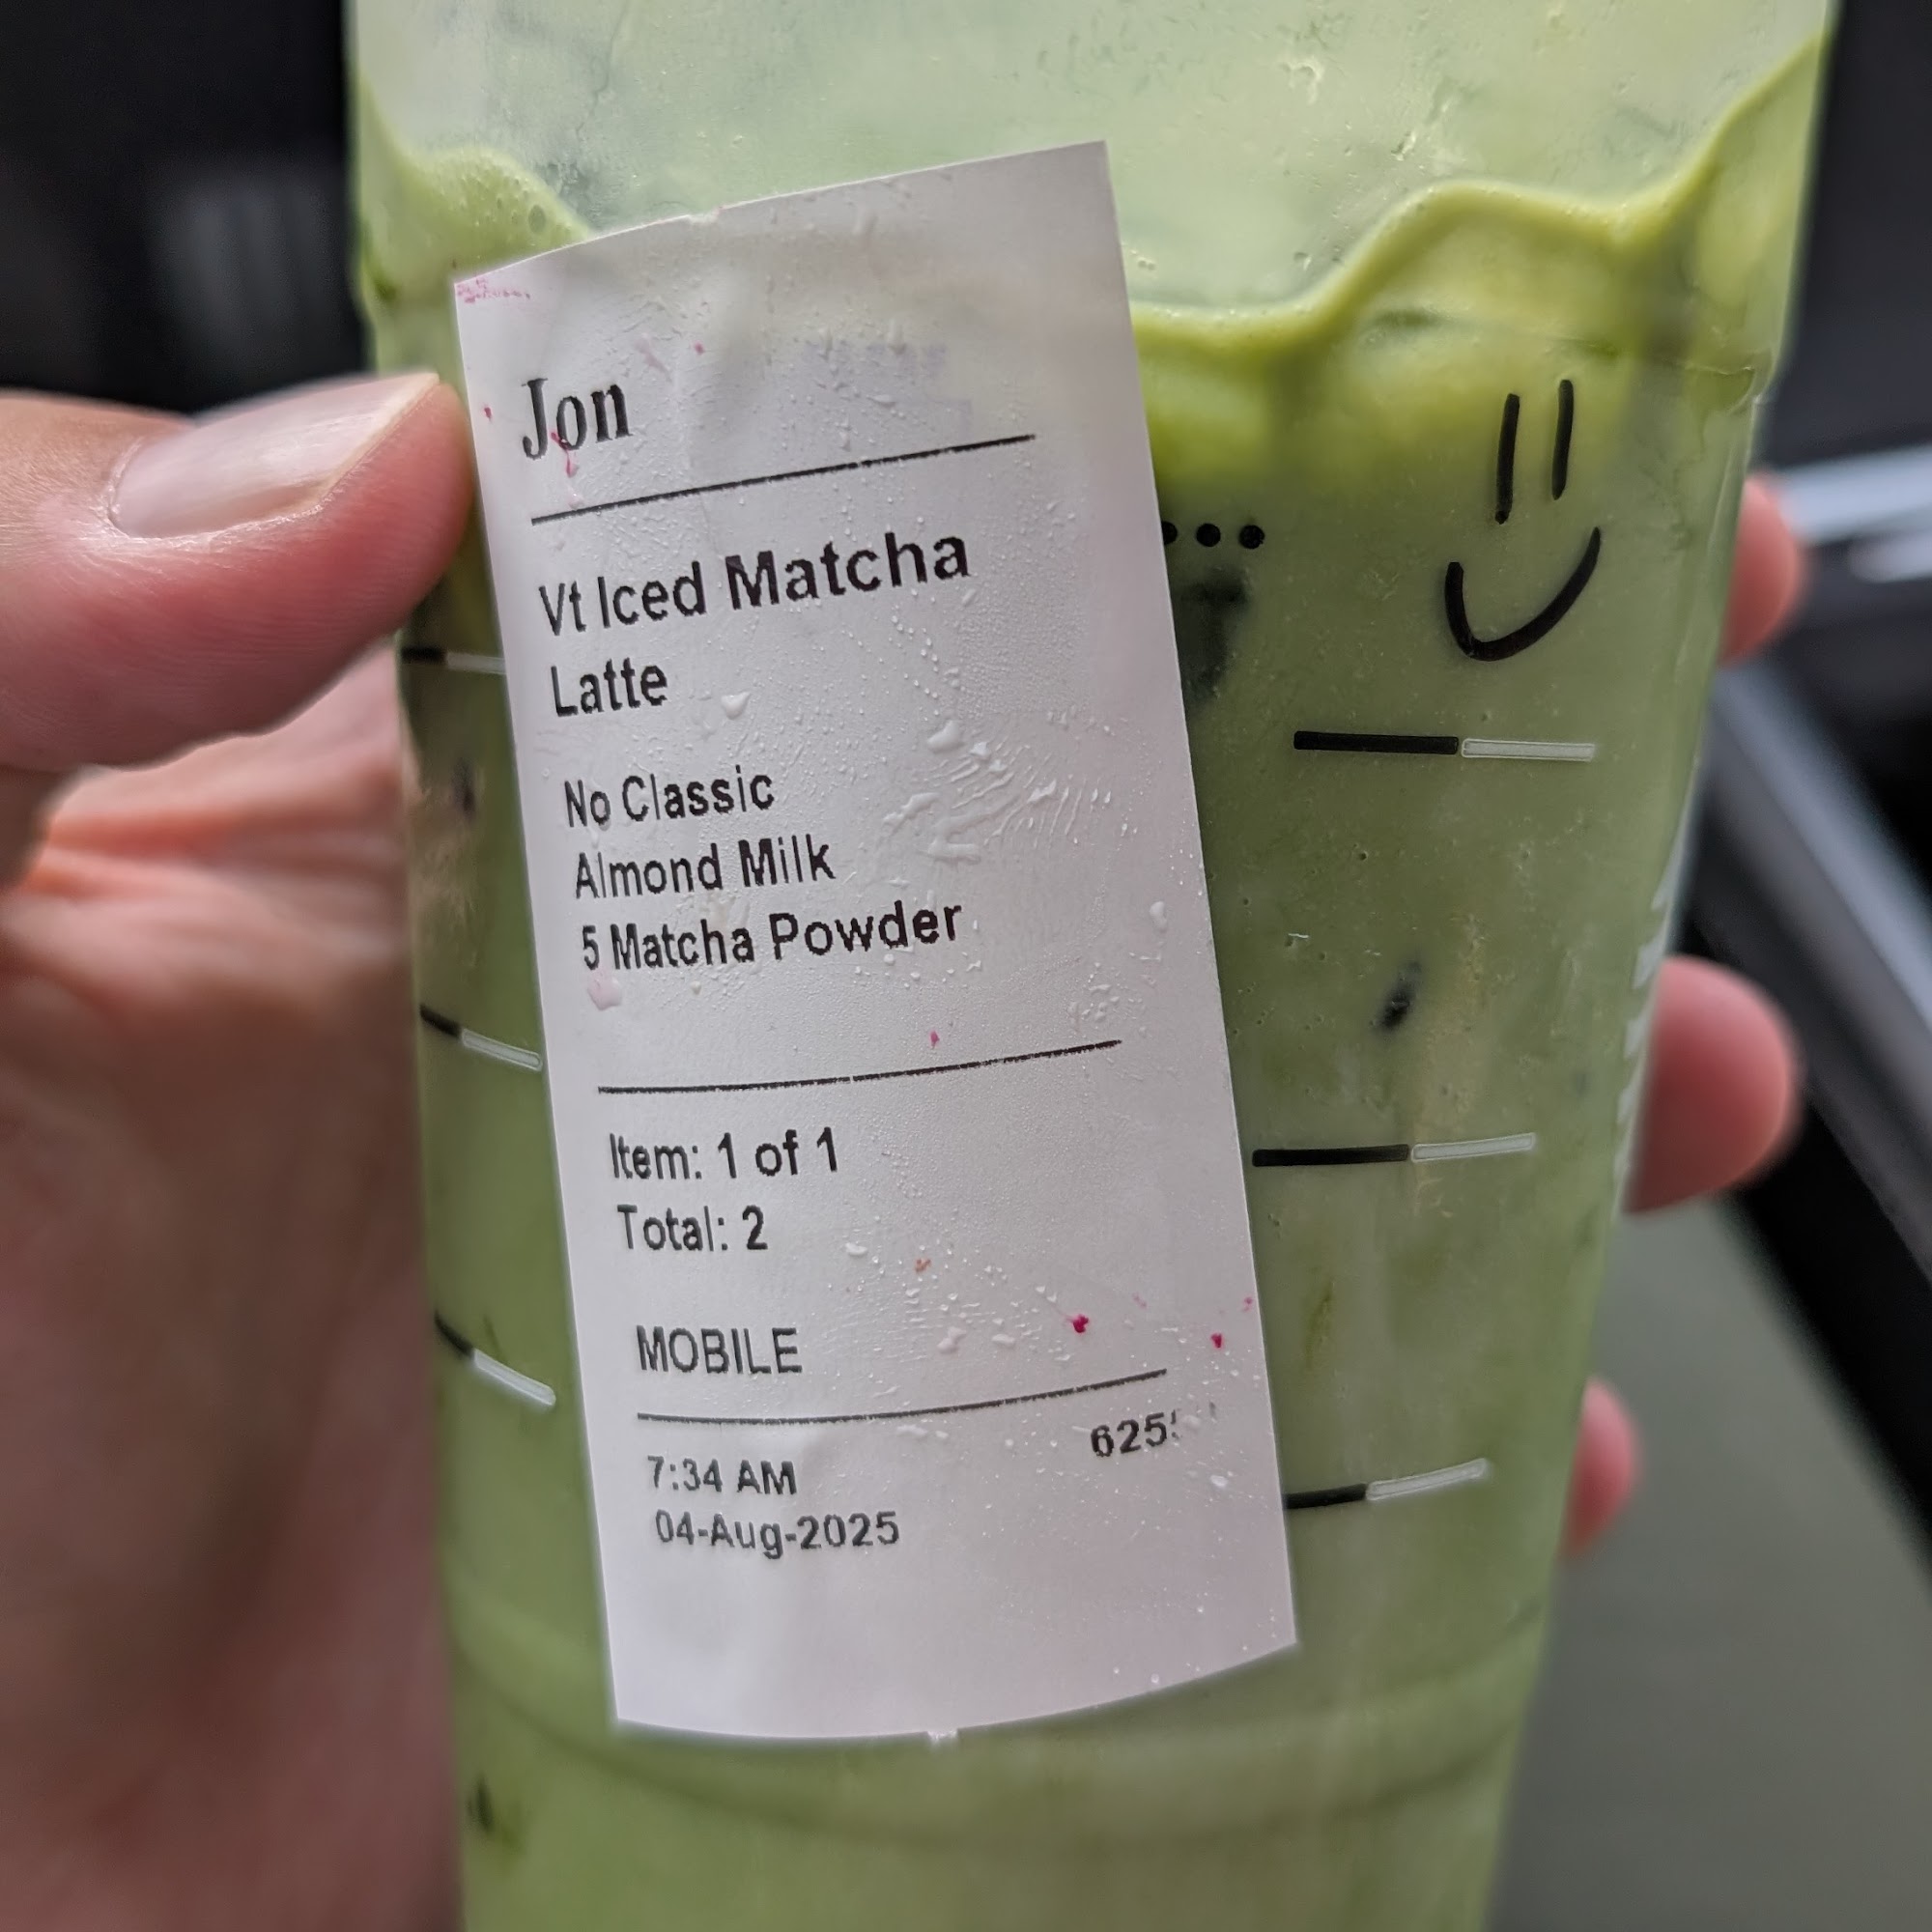 Jon
Vt Iced Matcha
Latte
No Classic
Almond Milk
5 Matcha Powder
Item: 1 of 1
Total: 2
MOBILE
7:34 AM
04-Aug-2025